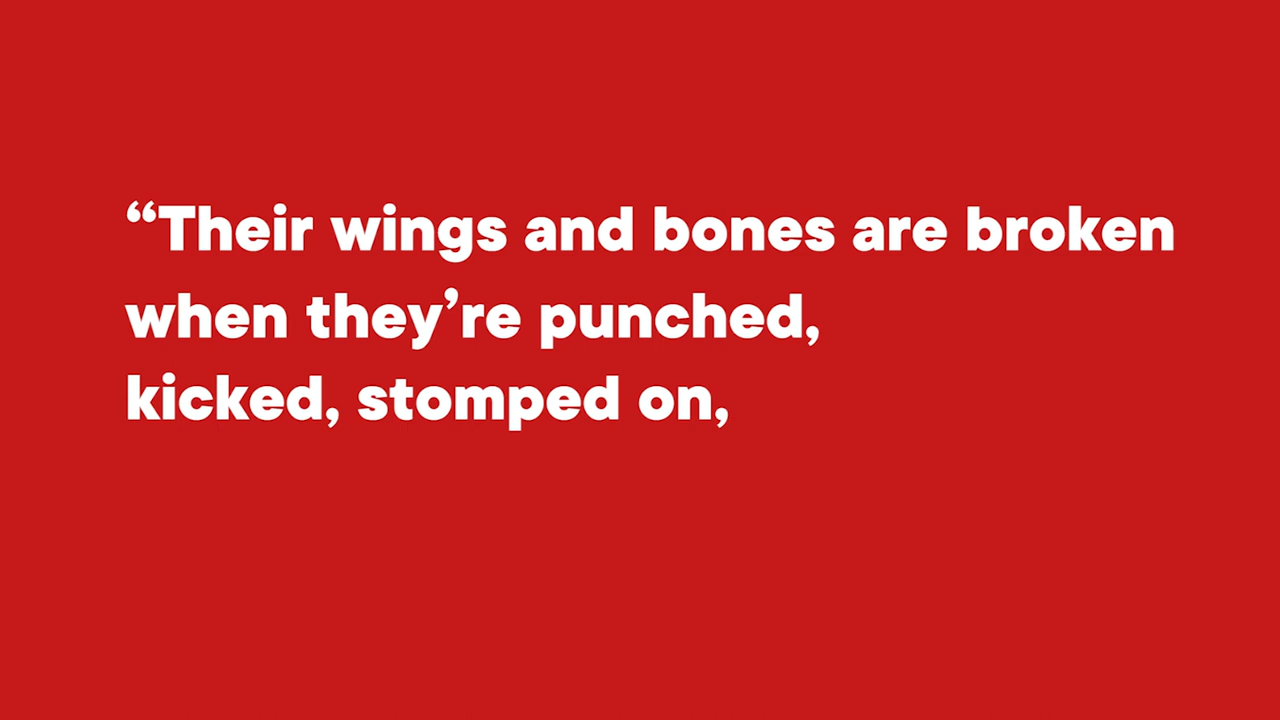 “Their wings and bones are broken
when they’re punched,
kicked, stomped on,